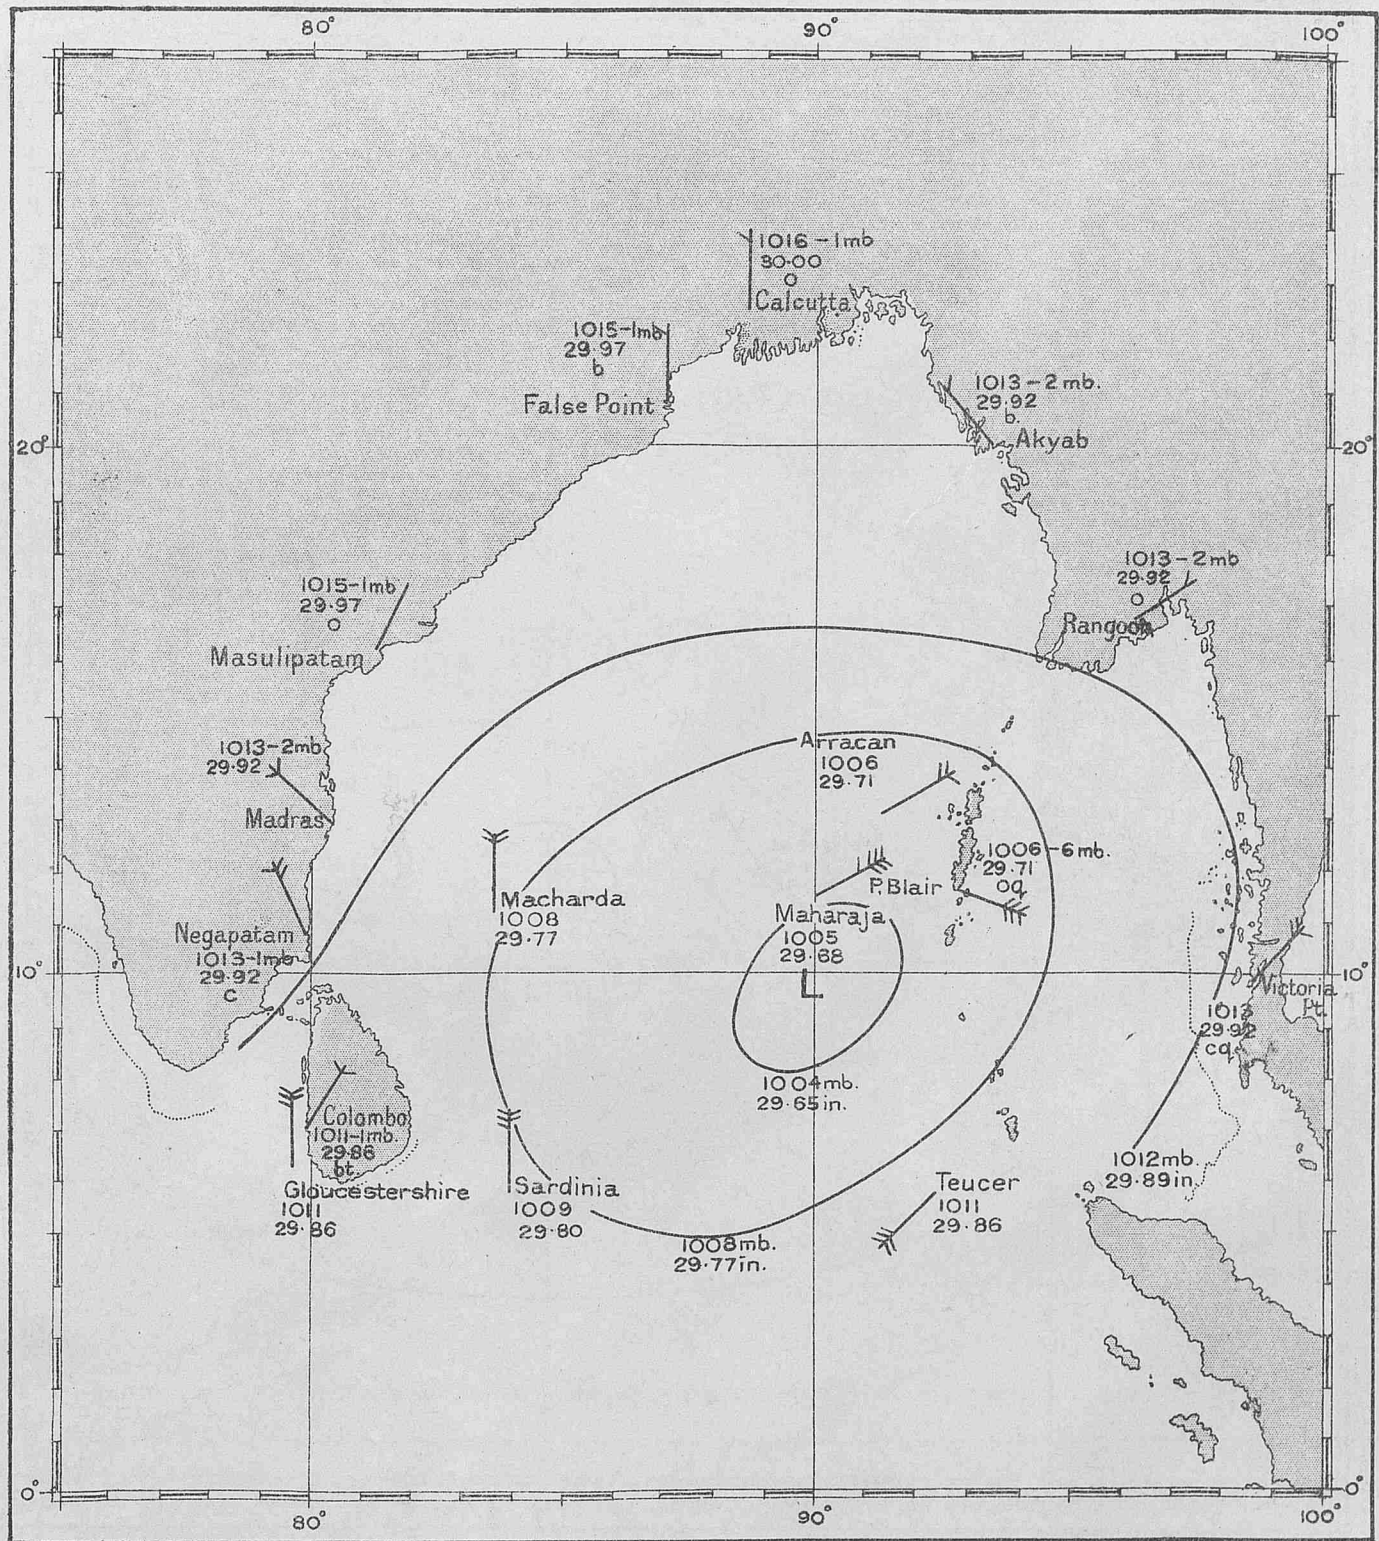 80°
90°
100°
1016-1mb
30·00
o
Calcutta
1015-1mb
29·97
b
False Point
1013-2mb.
29·92
b.
Akyab
20°
20°
1013-2mb
29·92
o
Rangoon
1015-1mb
29·97
o
Masulipatam
1013-2mb
29·92
Madras
Arracan
1006
29·71
1006-6mb.
29·71
oq
P. Blair
Macharda
1008
29·77
Maharaja
1005
29·68
L
Negapatam
1013-1mb
29·92
c
10°
10°
Victoria
Pt.
1013
29·92
cq.
1004mb.
29·65in.
Colombo
1011-1mb.
29·86
bt.
Gloucestershire
1011
29·86
Sardinia
1009
29·80
Teucer
1011
29·86
1012mb.
29·89in.
1008mb.
29·77in.
0°
0°
80°
90°
100°